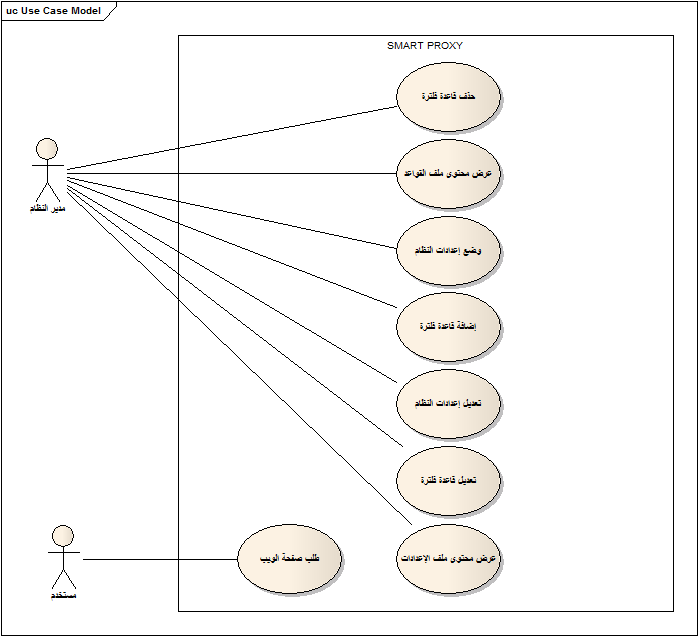 uc Use Case Model
SMART PROXY
حذف قاعدة فلترة
عرض محتوى ملف القواعد
مدير النظام
وضع إعدادات النظام
إضافة قاعدة فلترة
تعديل إعدادات النظام
تعديل قاعدة فلترة
طلب صفحة الويب
عرض محتوى ملف الإعدادات
مستخدم